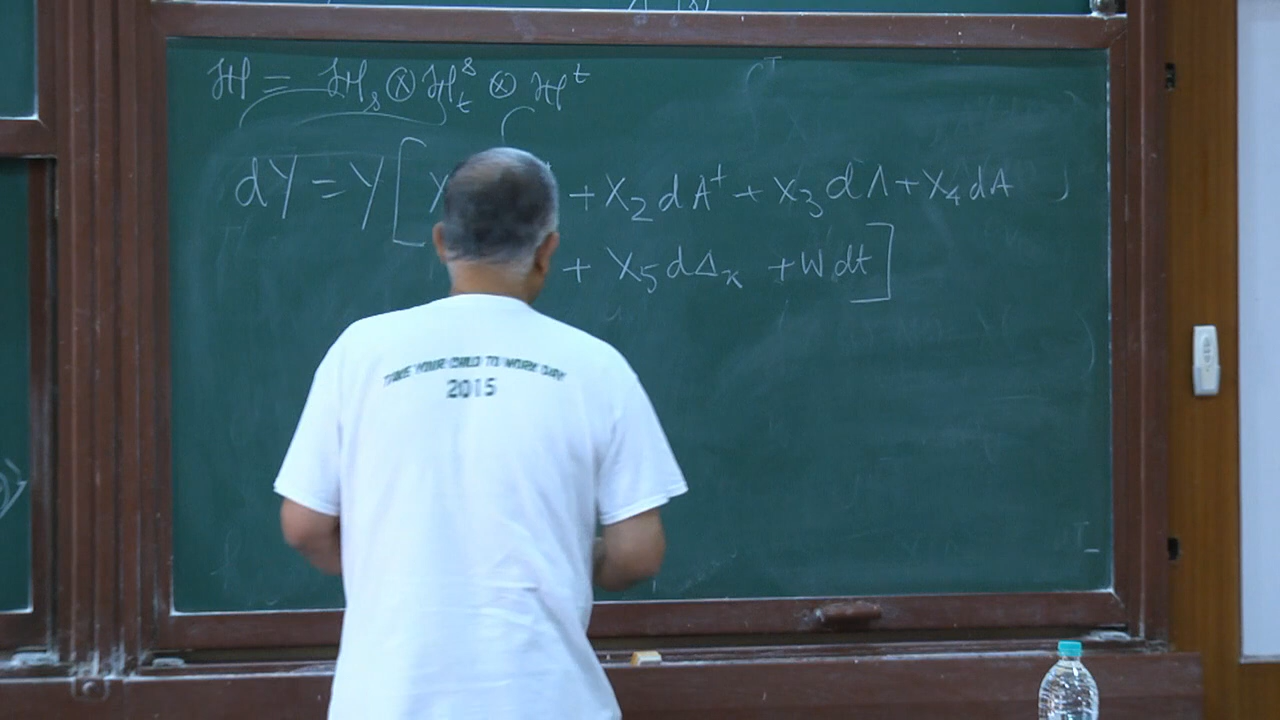 H = H_s ⊗ H_t^s ⊗ H^t
dY = Y [ X + X_2 dA^† + X_3 dΛ + X_4 dA
+ X_5 dΔ_x + W dt ]
TAKE YOUR CHILD TO WORK DAY
2015